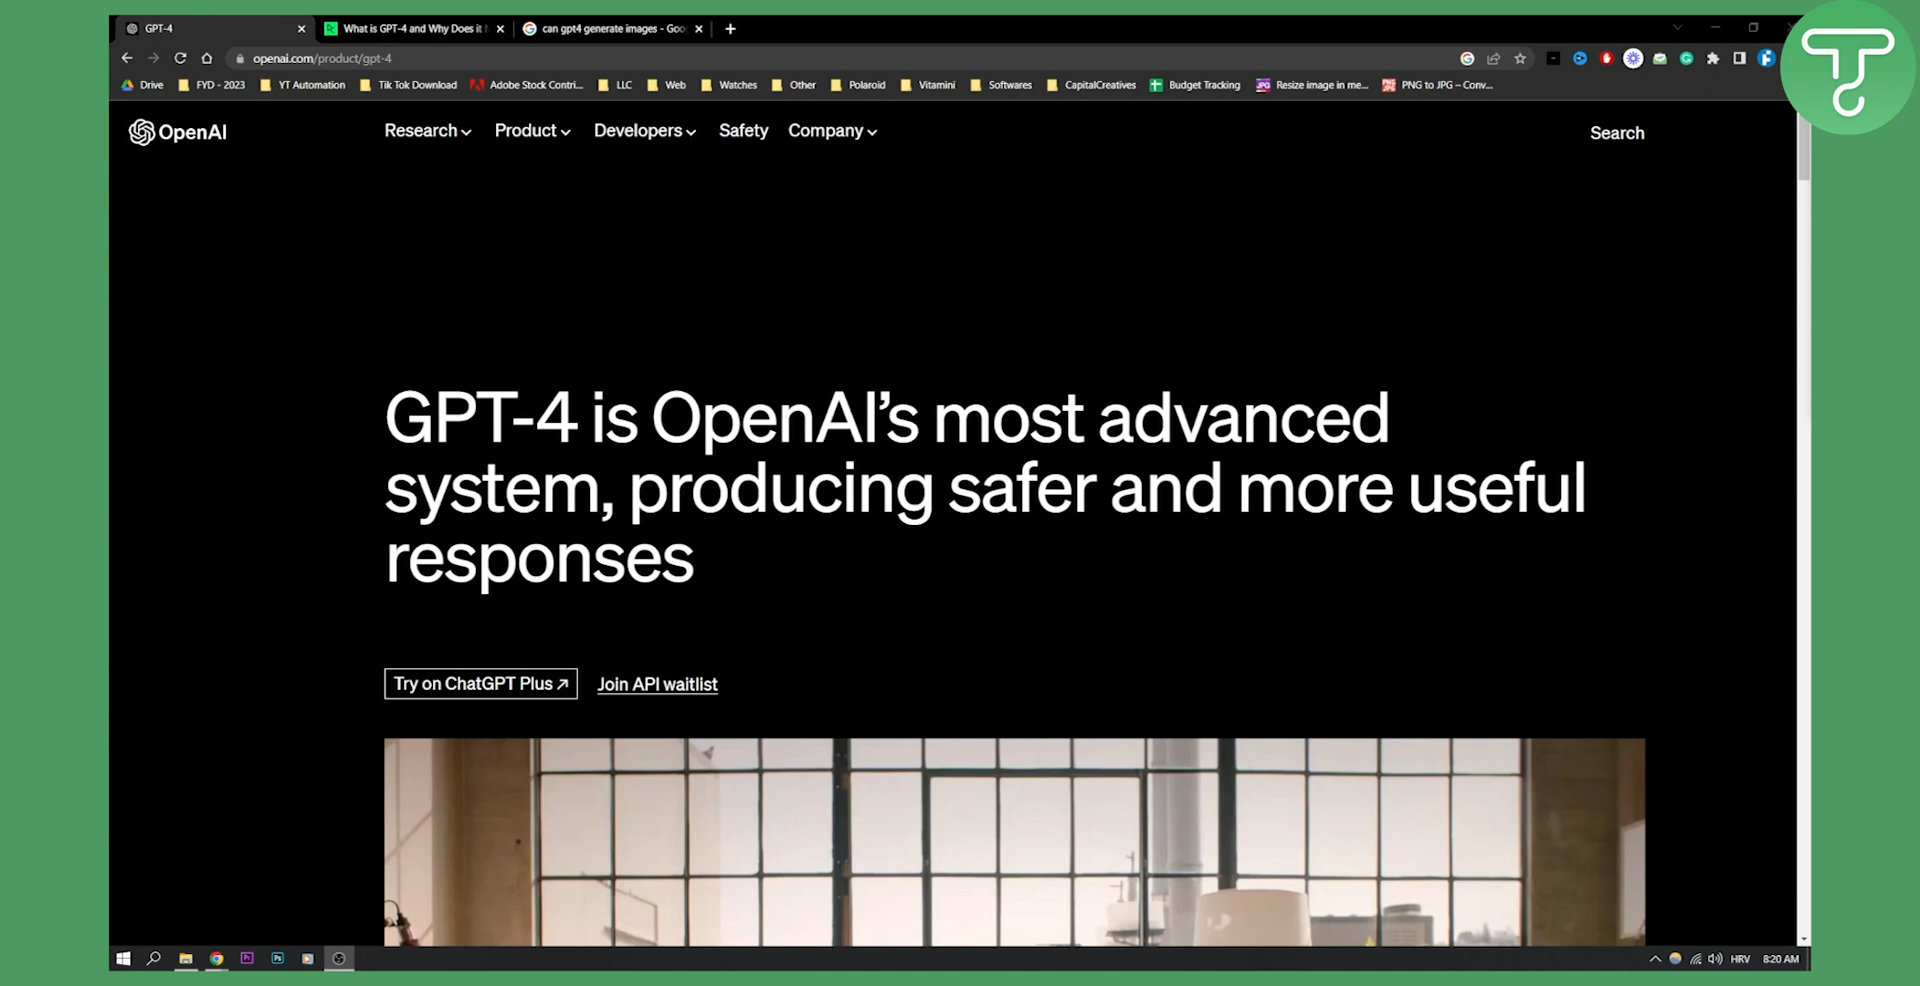 GPT-4
What is GPT-4 and Why Does it
can gpt4 generate images - Goo
openai.com/product/gpt-4
Drive
FYD - 2023
YT Automation
Tik Tok Download
Adobe Stock Contri...
LLC
Web
Watches
Other
Polaroid
Vitamini
Softwares
CapitalCreatives
Budget Tracking
Resize image in me...
PNG to JPG – Conv...
OpenAI
Research
Product
Developers
Safety
Company
Search
GPT-4 is OpenAI’s most advanced
system, producing safer and more useful
responses
Try on ChatGPT Plus ↗
Join API waitlist
Pr
Ps
HRV
8:20 AM